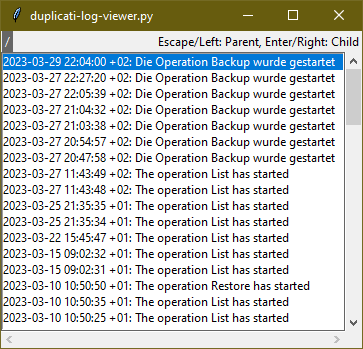 duplicati-log-viewer.py
/ Escape/Left: Parent, Enter/Right: Child
2023-03-29 22:04:00 +02: Die Operation Backup wurde gestartet
2023-03-27 22:27:20 +02: Die Operation Backup wurde gestartet
2023-03-27 22:05:39 +02: Die Operation Backup wurde gestartet
2023-03-27 21:04:32 +02: Die Operation Backup wurde gestartet
2023-03-27 21:03:38 +02: Die Operation Backup wurde gestartet
2023-03-27 20:54:57 +02: Die Operation Backup wurde gestartet
2023-03-27 20:47:58 +02: Die Operation Backup wurde gestartet
2023-03-27 11:43:49 +02: The operation List has started
2023-03-27 11:43:48 +02: The operation List has started
2023-03-25 21:35:35 +01: The operation List has started
2023-03-25 21:35:34 +01: The operation List has started
2023-03-22 15:45:47 +01: The operation List has started
2023-03-15 09:02:32 +01: The operation List has started
2023-03-15 09:02:31 +01: The operation List has started
2023-03-10 10:50:50 +01: The operation Restore has started
2023-03-10 10:50:35 +01: The operation List has started
2023-03-10 10:50:25 +01: The operation List has started